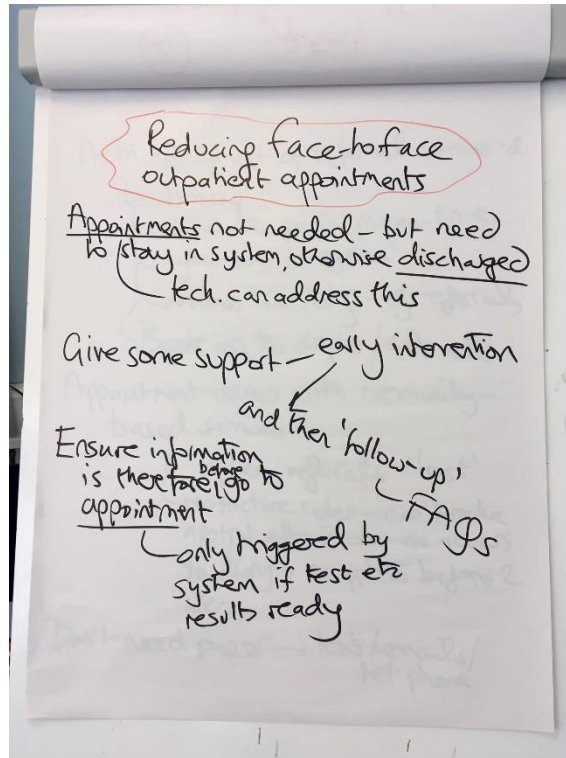 Reducing face-to-face
outpatient appointments
Appointments not needed - but need
to stay in system, otherwise discharged
tech. can address this
Give some support - early intervention
and then 'follow-up'
FAQs
Ensure information
is there before I go to
appointment
only triggered by
system if test etc
results ready